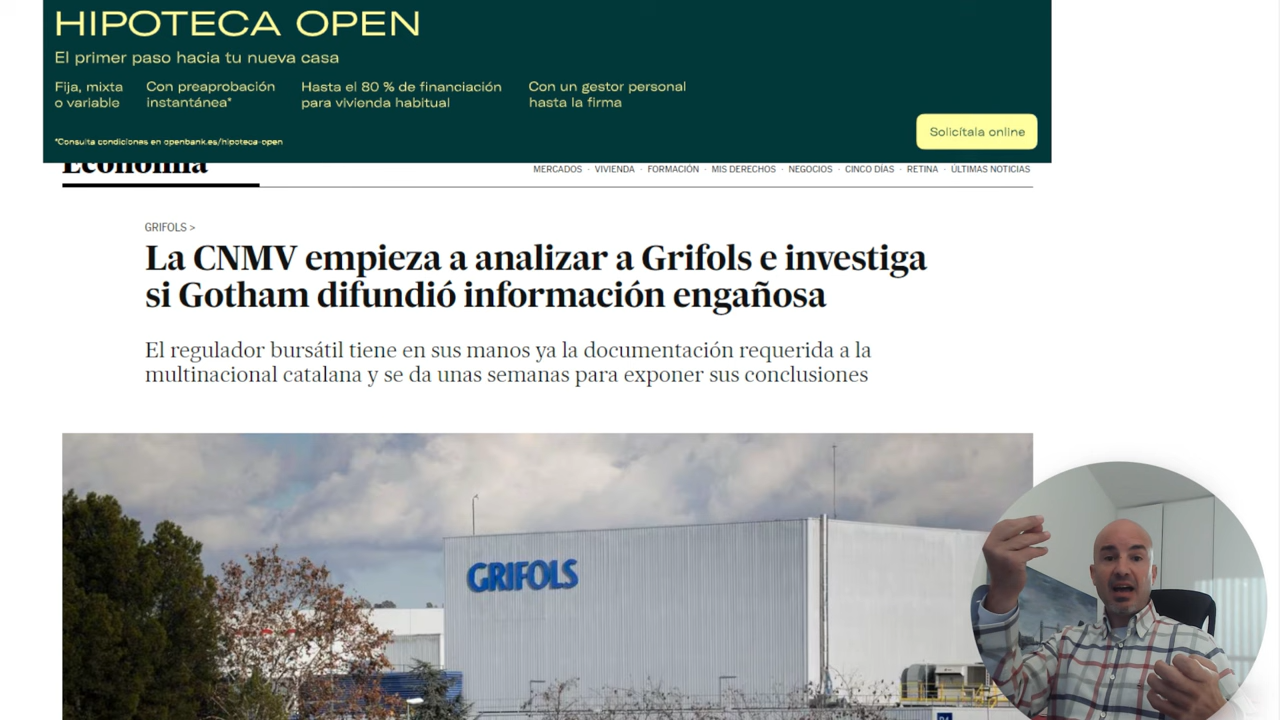 HIPOTECA OPEN
El primer paso hacia tu nueva casa
Fija, mixta
o variable
Con preaprobación
instantánea*
Hasta el 80 % de financiación
para vivienda habitual
Con un gestor personal
hasta la firma
*Consulta condiciones en openbank.es/hipoteca-open
Solicítala online
Economía
MERCADOS · VIVIENDA · FORMACIÓN · MIS DERECHOS · NEGOCIOS · CINCO DÍAS · RETINA · ÚLTIMAS NOTICIAS
GRIFOLS >
La CNMV empieza a analizar a Grifols e investiga
si Gotham difundió información engañosa
El regulador bursátil tiene en sus manos ya la documentación requerida a la
multinacional catalana y se da unas semanas para exponer sus conclusiones
GRIFOLS